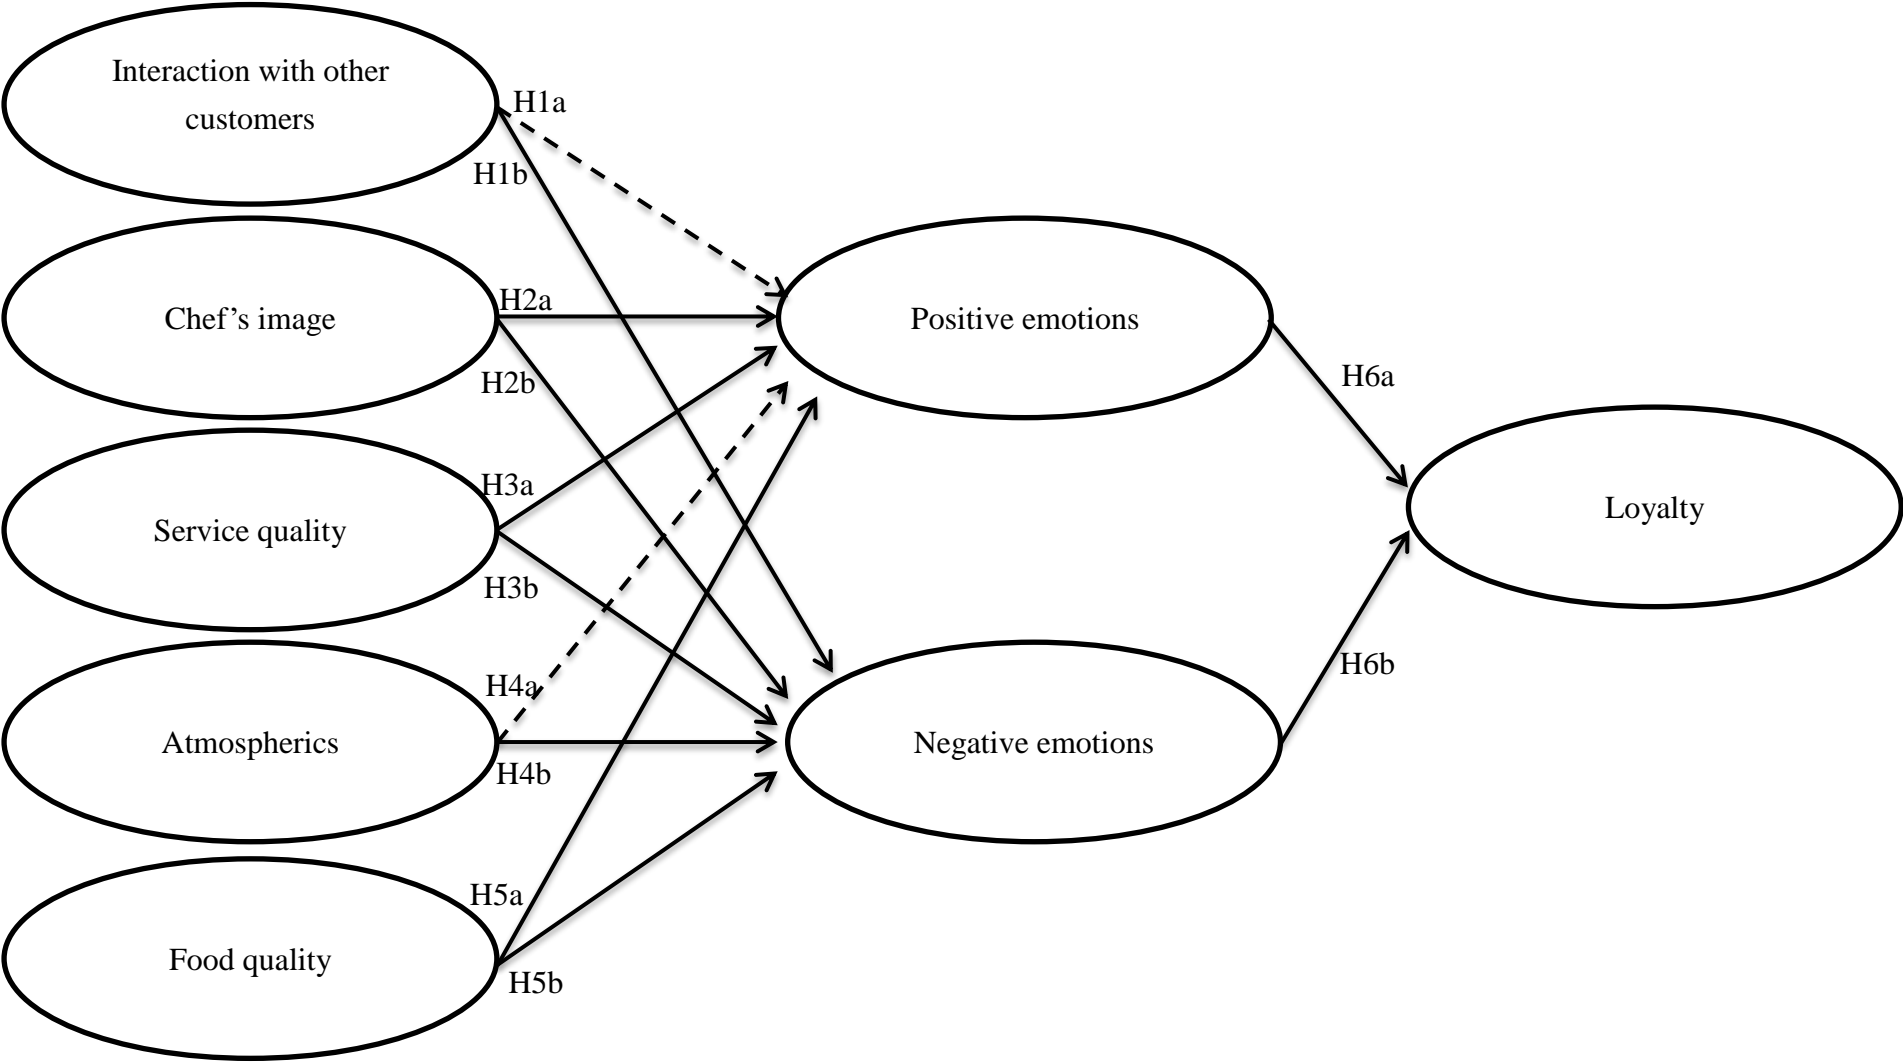 Interaction with other
customers
H1a
H1b
Chef’s image
H2a
H2b
Positive emotions
H6a
Service quality
H3a
H3b
Loyalty
Atmospherics
H4a
H4b
Negative emotions
H6b
Food quality
H5a
H5b